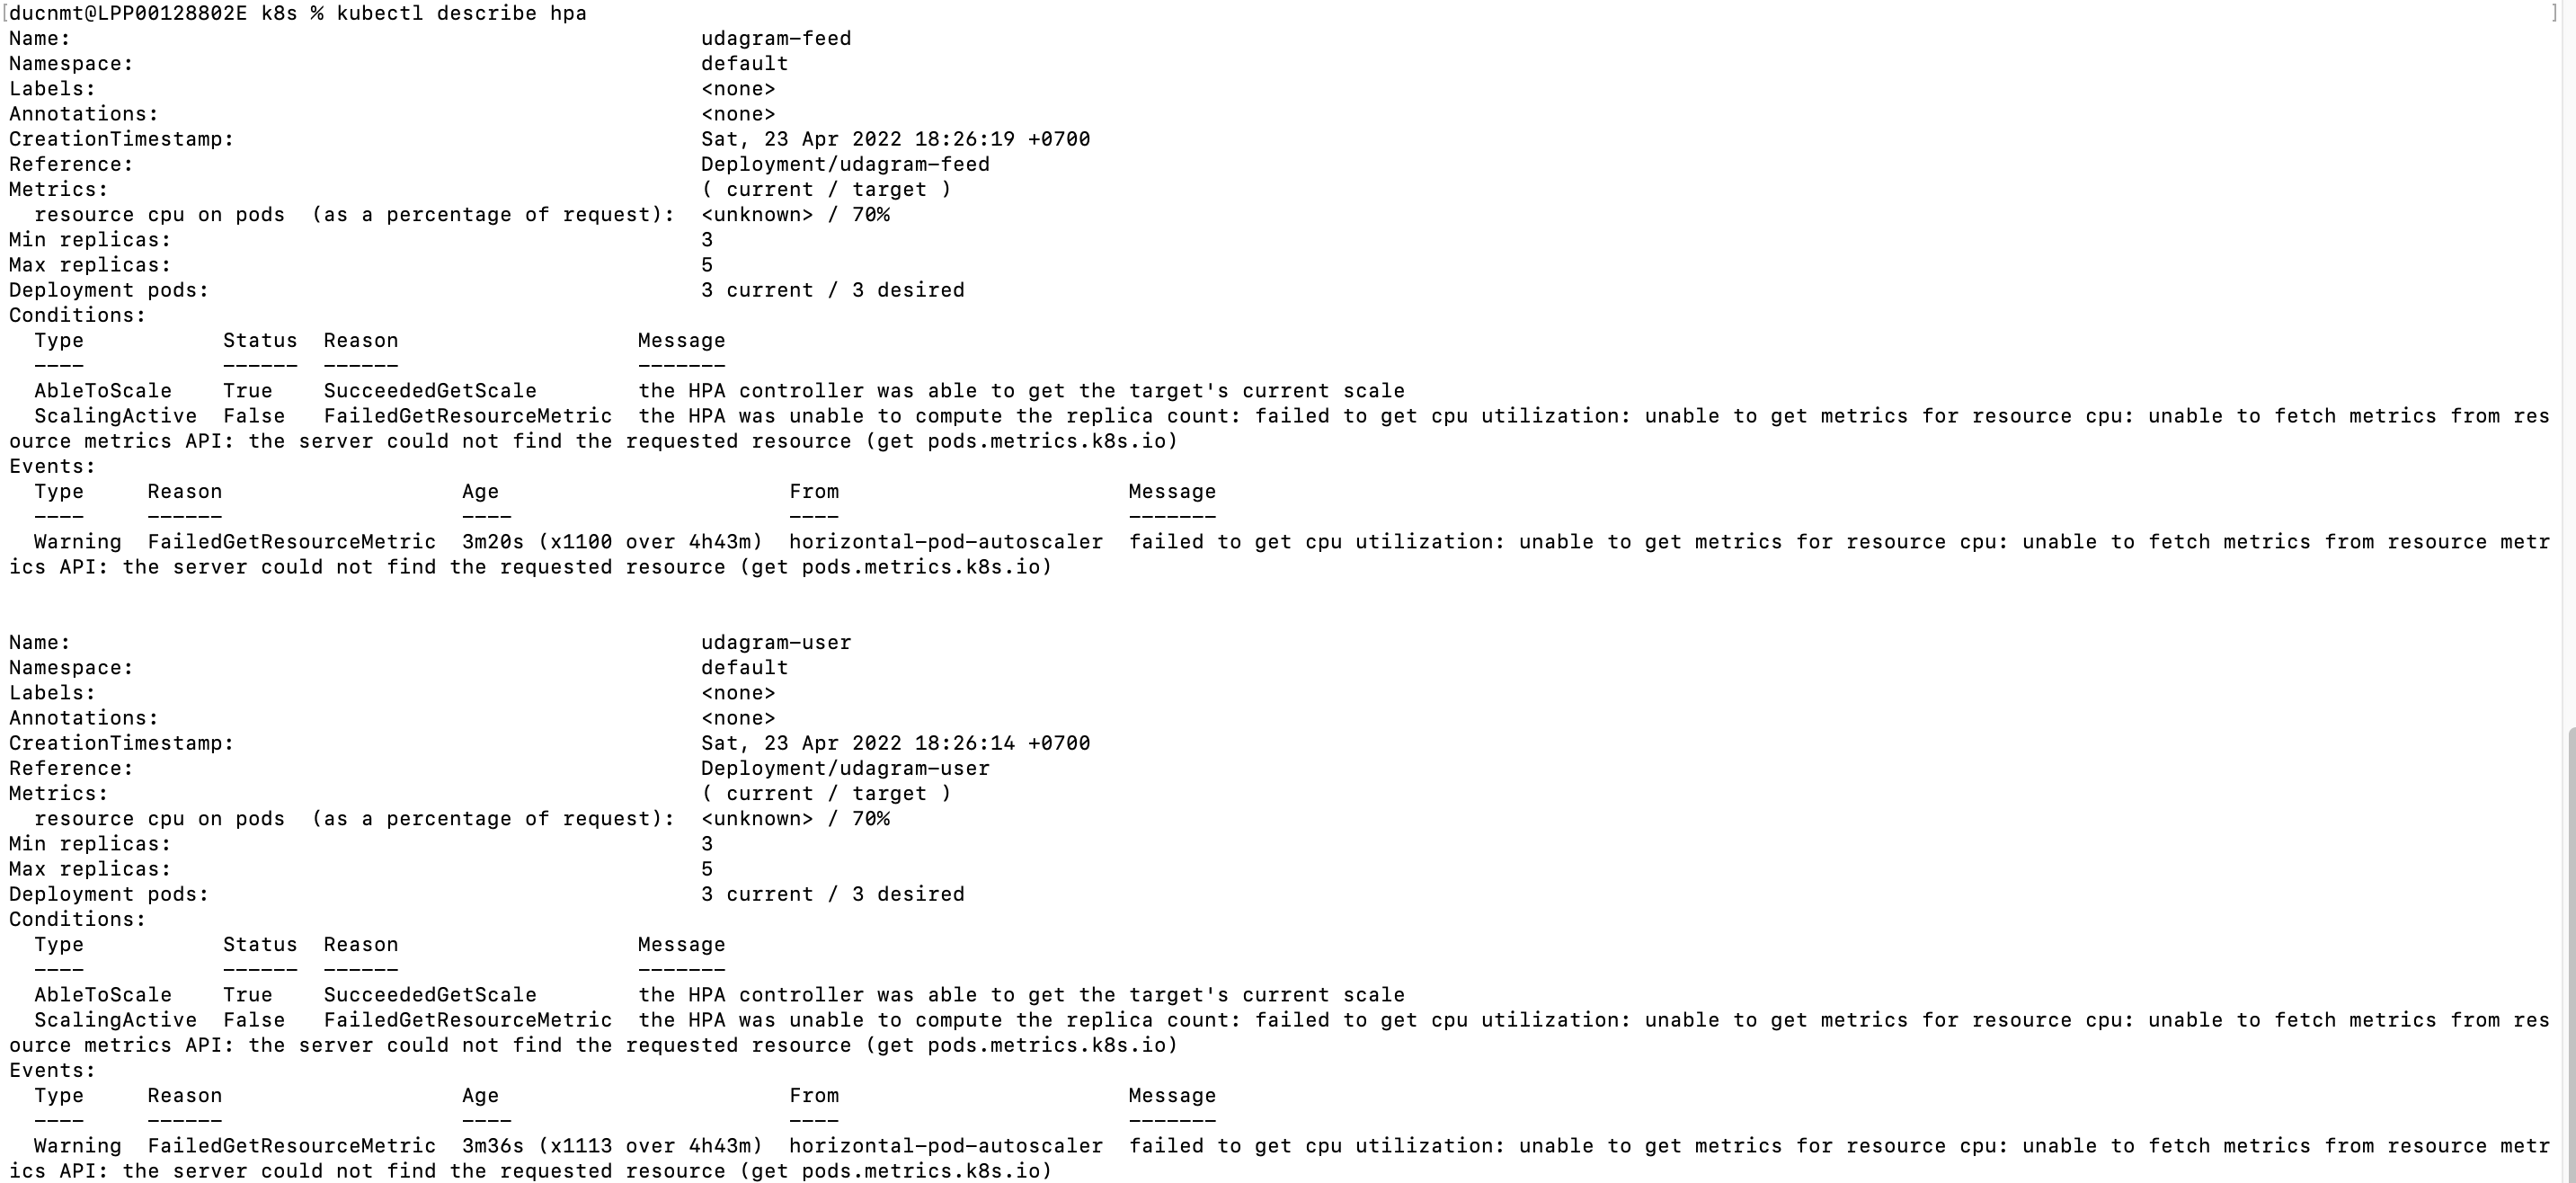 [ducnmt@LPP00128802E k8s % kubectl describe hpa ]
Name: udagram-feed
Namespace: default
Labels: <none>
Annotations: <none>
CreationTimestamp: Sat, 23 Apr 2022 18:26:19 +0700
Reference: Deployment/udagram-feed
Metrics: ( current / target )
  resource cpu on pods  (as a percentage of request): <unknown> / 70%
Min replicas: 3
Max replicas: 5
Deployment pods: 3 current / 3 desired
Conditions:
  Type Status Reason Message
  ---- ------ ------ -------
  AbleToScale True SucceededGetScale the HPA controller was able to get the target's current scale
  ScalingActive False FailedGetResourceMetric the HPA was unable to compute the replica count: failed to get cpu utilization: unable to get metrics for resource cpu: unable to fetch metrics from res
ource metrics API: the server could not find the requested resource (get pods.metrics.k8s.io)
Events:
  Type Reason Age From Message
  ---- ------ ---- ---- -------
  Warning FailedGetResourceMetric 3m20s (x1100 over 4h43m) horizontal-pod-autoscaler failed to get cpu utilization: unable to get metrics for resource cpu: unable to fetch metrics from resource metr
ics API: the server could not find the requested resource (get pods.metrics.k8s.io)
Name: udagram-user
Namespace: default
Labels: <none>
Annotations: <none>
CreationTimestamp: Sat, 23 Apr 2022 18:26:14 +0700
Reference: Deployment/udagram-user
Metrics: ( current / target )
  resource cpu on pods  (as a percentage of request): <unknown> / 70%
Min replicas: 3
Max replicas: 5
Deployment pods: 3 current / 3 desired
Conditions:
  Type Status Reason Message
  ---- ------ ------ -------
  AbleToScale True SucceededGetScale the HPA controller was able to get the target's current scale
  ScalingActive False FailedGetResourceMetric the HPA was unable to compute the replica count: failed to get cpu utilization: unable to get metrics for resource cpu: unable to fetch metrics from res
ource metrics API: the server could not find the requested resource (get pods.metrics.k8s.io)
Events:
  Type Reason Age From Message
  ---- ------ ---- ---- -------
  Warning FailedGetResourceMetric 3m36s (x1113 over 4h43m) horizontal-pod-autoscaler failed to get cpu utilization: unable to get metrics for resource cpu: unable to fetch metrics from resource metr
ics API: the server could not find the requested resource (get pods.metrics.k8s.io)